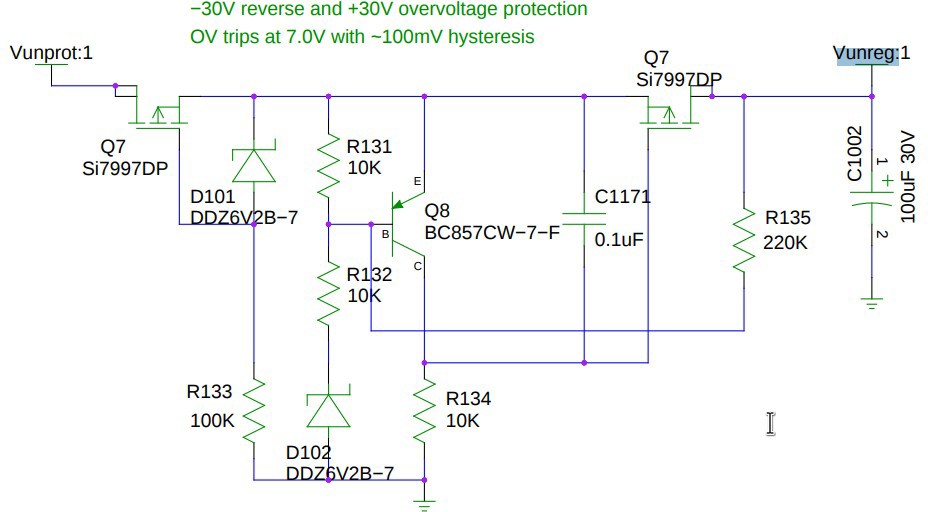 −30V reverse and +30V overvoltage protection
OV trips at 7.0V with ~100mV hysteresis
Vunprot:1
Q7
Si7997DP
Vunreg:1
Q7
Si7997DP
D101
DDZ6V2B−7
R131
10K
E
B
C
Q8
BC857CW−7−F
C1171
0.1uF
R135
220K
C1002
100uF 30V
1
+
2
R132
10K
R133
100K
D102
DDZ6V2B−7
R134
10K